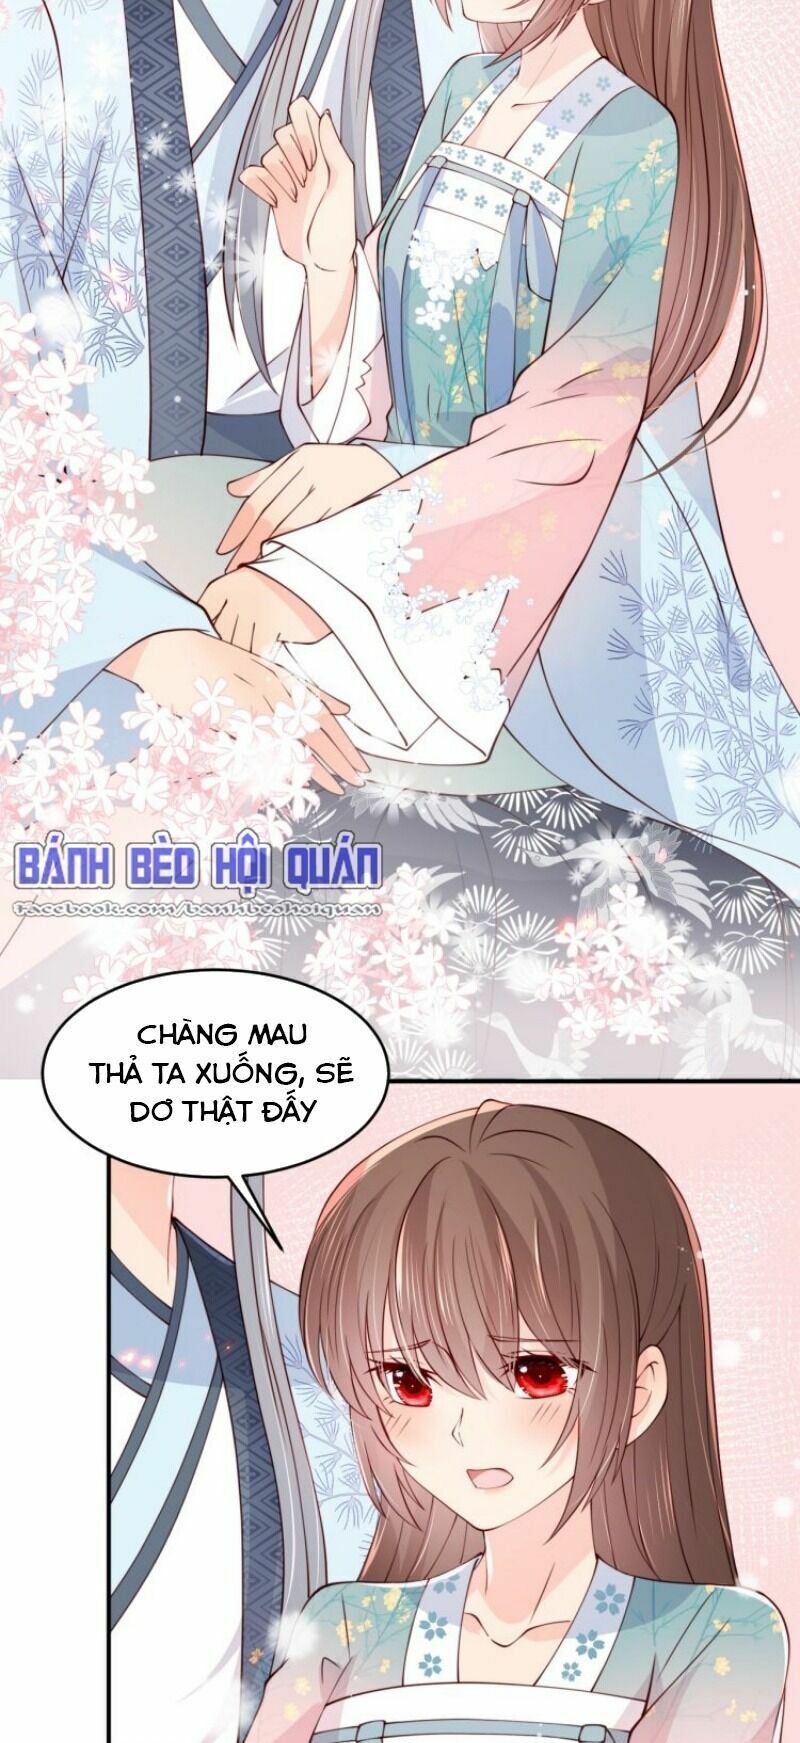 BÁNH BÈO HỘI QUÁN
Facebook.com/banhbeohoiquan
CHÀNG MAU
THẢ TA XUỐNG, SẼ
DƠ THẬT ĐẤY